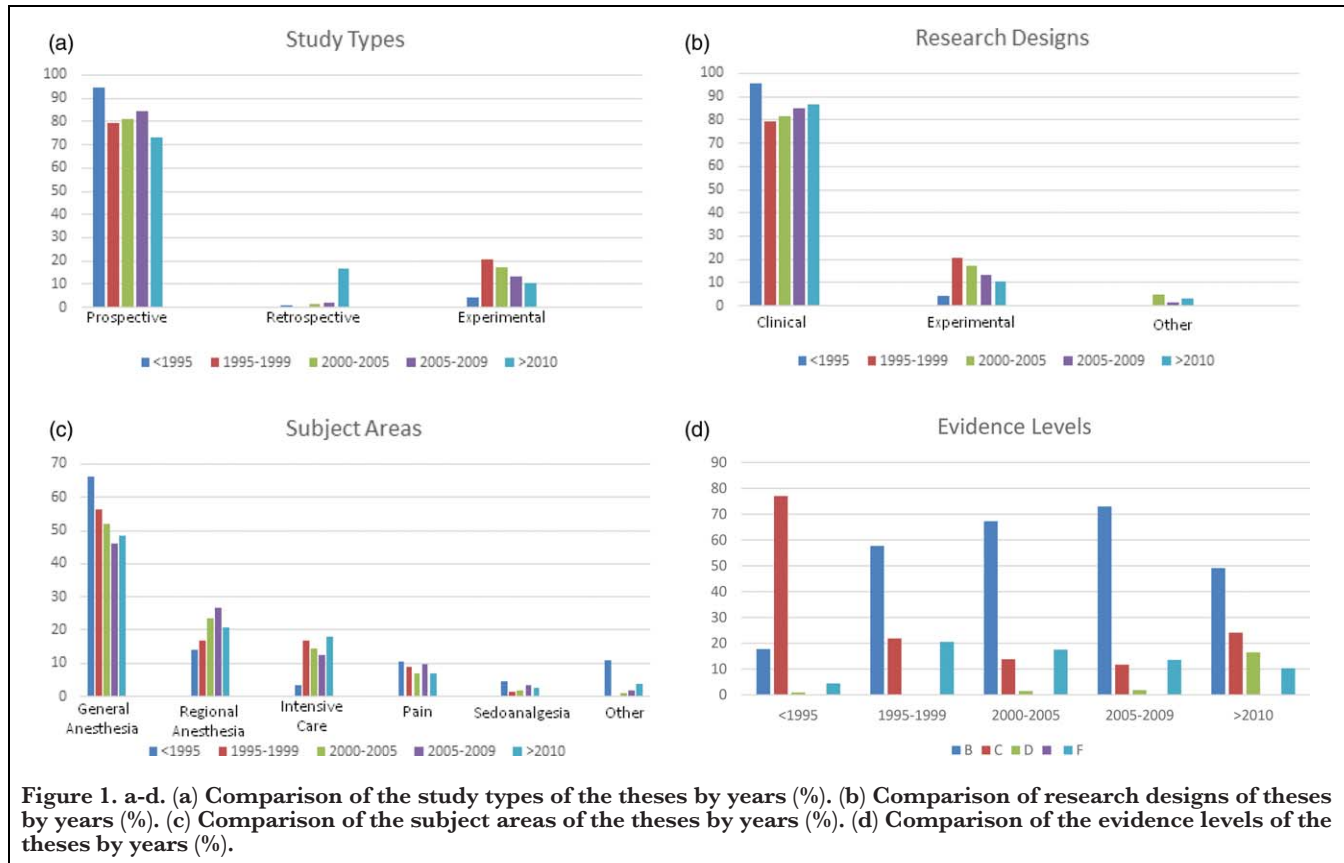 (a)
Study Types
100
90
80
70
60
50
40
30
20
10
0
Prospective Retrospective Experimental
<1995 1995-1999 2000-2005 2005-2009 >2010
(b)
Research Designs
100
90
80
70
60
50
40
30
20
10
0
Clinical Experimental Other
<1995 1995-1999 2000-2005 2005-2009 >2010
(c)
Subject Areas
70
60
50
40
30
20
10
0
General Anesthesia Regional Anesthesia Intensive Care Pain Sedoanalgesia Other
<1995 1995-1999 2000-2005 2005-2009 >2010
(d)
Evidence Levels
90
80
70
60
50
40
30
20
10
0
<1995 1995-1999 2000-2005 2005-2009 >2010
B C D F
Figure 1. a-d. (a) Comparison of the study types of the theses by years (%). (b) Comparison of research designs of theses
by years (%). (c) Comparison of the subject areas of the theses by years (%). (d) Comparison of the evidence levels of the
theses by years (%).